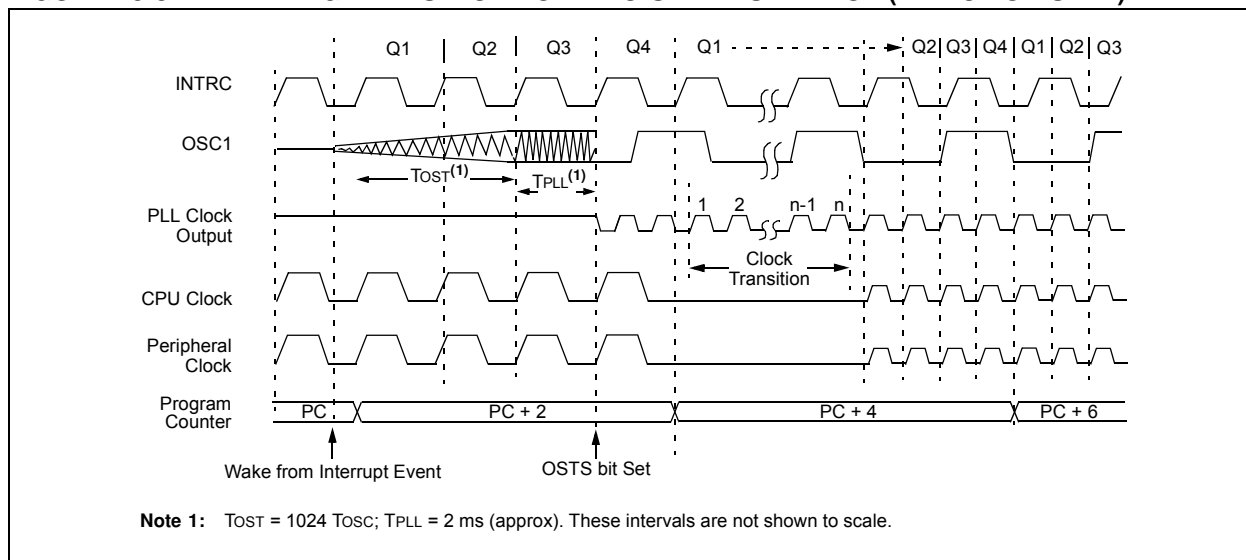 Q1 Q2 Q3 Q4 Q1 Q2 Q3 Q4 Q1 Q2 Q3
INTRC
OSC1
TOST(1) TPLL(1)
1 2 n-1 n
PLL Clock
Output
Clock
Transition
CPU Clock
Peripheral
Clock
Program
Counter
PC PC + 2 PC + 4 PC + 6
Wake from Interrupt Event OSTS bit Set
Note 1: TOST = 1024 TOSC; TPLL = 2 ms (approx). These intervals are not shown to scale.